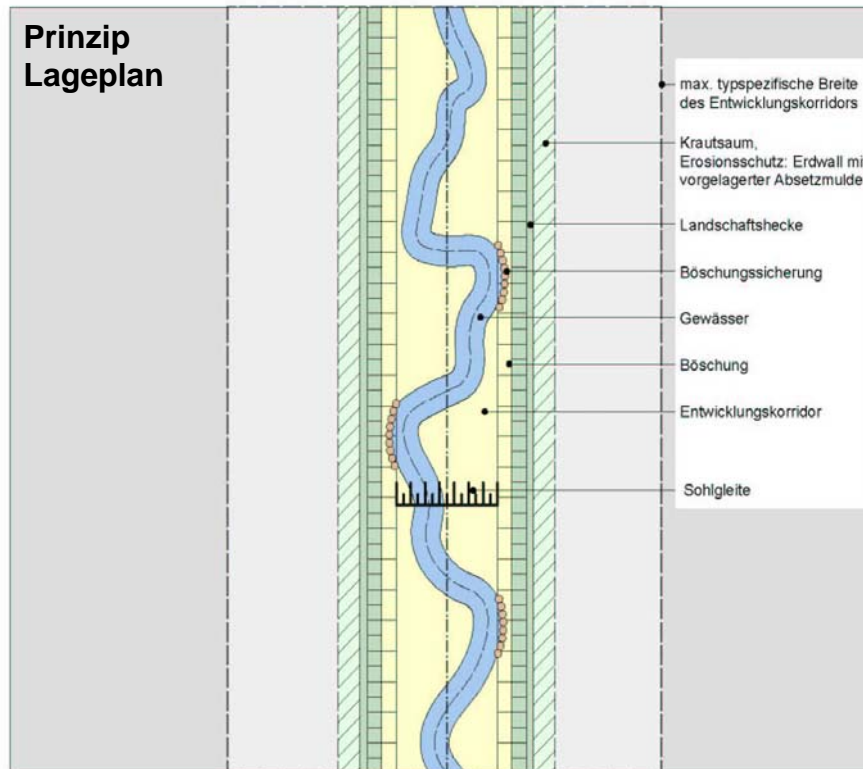 Prinzip
Lageplan
max. typspezifische Breite
des Entwicklungskorridors
Krautsaum,
Erosionsschutz: Erdwall mi
vorgelagerter Absetzmulde
Landschaftshecke
Böschungssicherung
Gewässer
Böschung
Entwicklungskorridor
Sohlgleite